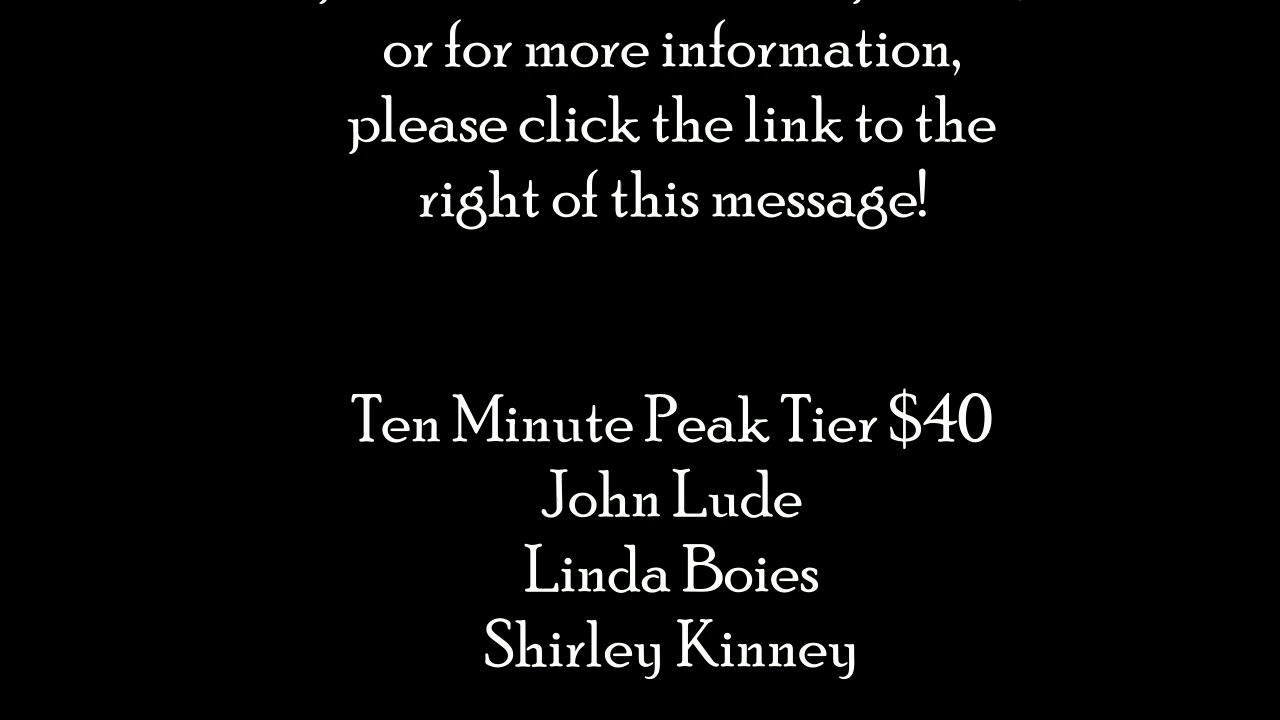 or for more information,
please click the link to the
right of this message!
Ten Minute Peak Tier $40
John Lude
Linda Boies
Shirley Kinney